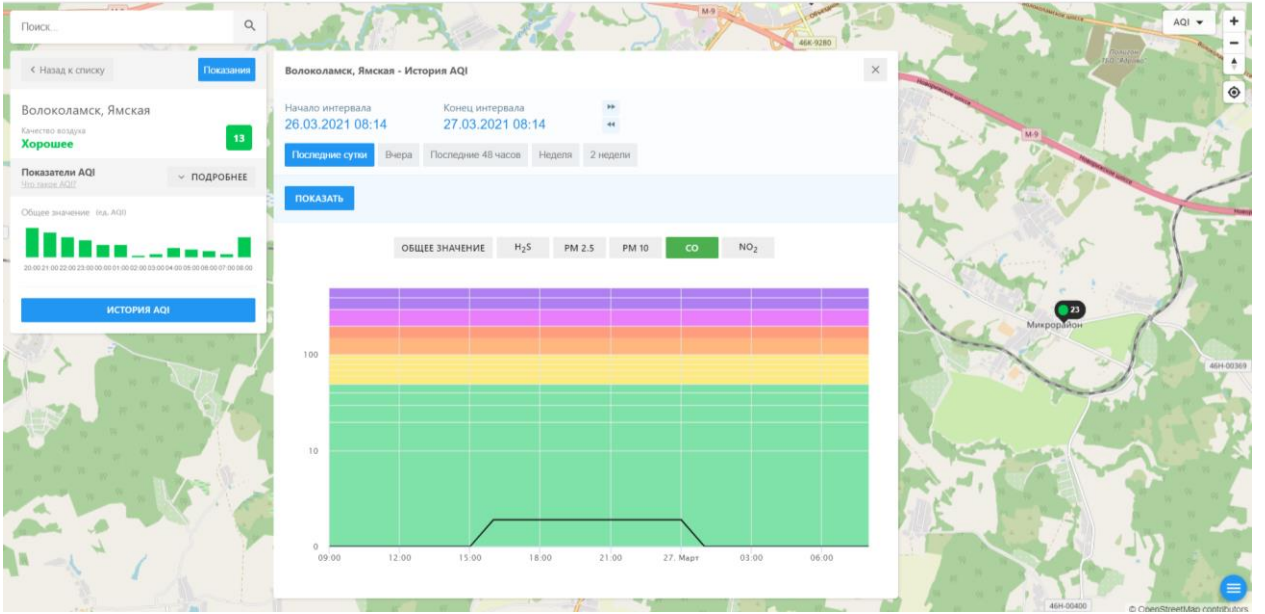 Поиск...
‹ Назад к списку
Показания
Волоколамск, Ямская
Качество воздуха
Хорошее
13
Показатели AQI
Что такое AQI?
ПОДРОБНЕЕ
Общее значение (ед. AQI)
20:00 21:00 22:00 23:00 00:00 01:00 02:00 03:00 04:00 05:00 06:00 07:00 08:00
ИСТОРИЯ AQI
Волоколамск, Ямская - История AQI
×
Начало интервала
26.03.2021 08:14
Конец интервала
27.03.2021 08:14
Последние сутки
Вчера
Последние 48 часов
Неделя
2 недели
ПОКАЗАТЬ
ОБЩЕЕ ЗНАЧЕНИЕ
H₂S
PM 2.5
PM 10
CO
NO₂
100
10
0
09:00 12:00 15:00 18:00 21:00 27. Март 03:00 06:00
M-9
46K-9280
AQI
+
−
M-9
Новорижское шоссе
23
Микрорайон
46H-00369
46H-00400
© OpenStreetMap contributors